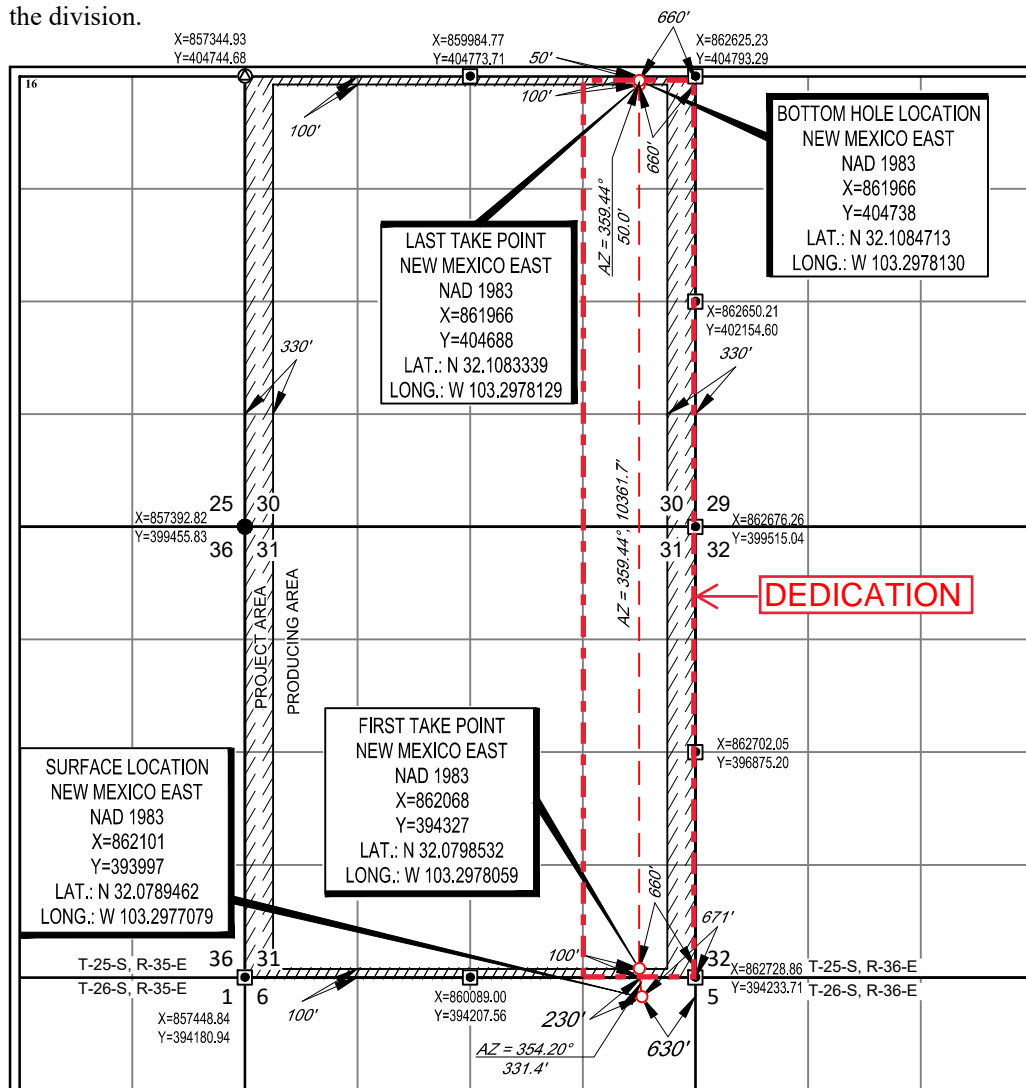 the division.
X=857344.93
Y=404744.68
X=859984.77
Y=404773.71
660'
X=862625.23
Y=404793.29
50'
16
100'
100'
660'
BOTTOM HOLE LOCATION
NEW MEXICO EAST
NAD 1983
X=861966
Y=404738
LAT.: N 32.1084713
LONG.: W 103.2978130
AZ = 359.44°
50.0'
LAST TAKE POINT
NEW MEXICO EAST
NAD 1983
X=861966
Y=404688
LAT.: N 32.1083339
LONG.: W 103.2978129
X=862650.21
Y=402154.60
330'
330'
25 30
30 29
X=857392.82
Y=399455.83
X=862676.26
Y=399515.04
36 31
31 32
AZ = 359.44°, 10361.7'
DEDICATION
PROJECT AREA
PRODUCING AREA
FIRST TAKE POINT
NEW MEXICO EAST
NAD 1983
X=862068
Y=394327
LAT.: N 32.0798532
LONG.: W 103.2978059
X=862702.05
Y=396875.20
SURFACE LOCATION
NEW MEXICO EAST
NAD 1983
X=862101
Y=393997
LAT.: N 32.0789462
LONG.: W 103.2977079
660'
671'
100'
36 31
32
T-25-S, R-35-E
T-26-S, R-35-E
X=862728.86
Y=394233.71
T-25-S, R-36-E
T-26-S, R-36-E
1 6
5
X=857448.84
Y=394180.94
100'
X=860089.00
Y=394207.56
230'
630'
AZ = 354.20°
331.4'